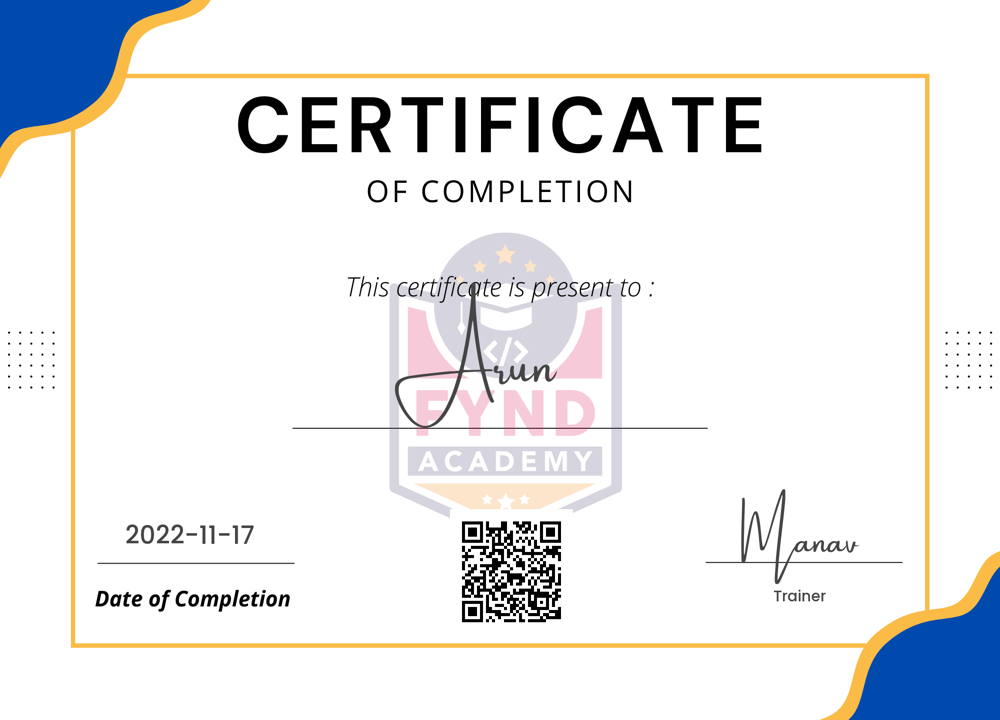 CERTIFICATE
OF COMPLETION
This certificate is present to :
Arun
FYND
ACADEMY
2022-11-17
Date of Completion
Manav
Trainer